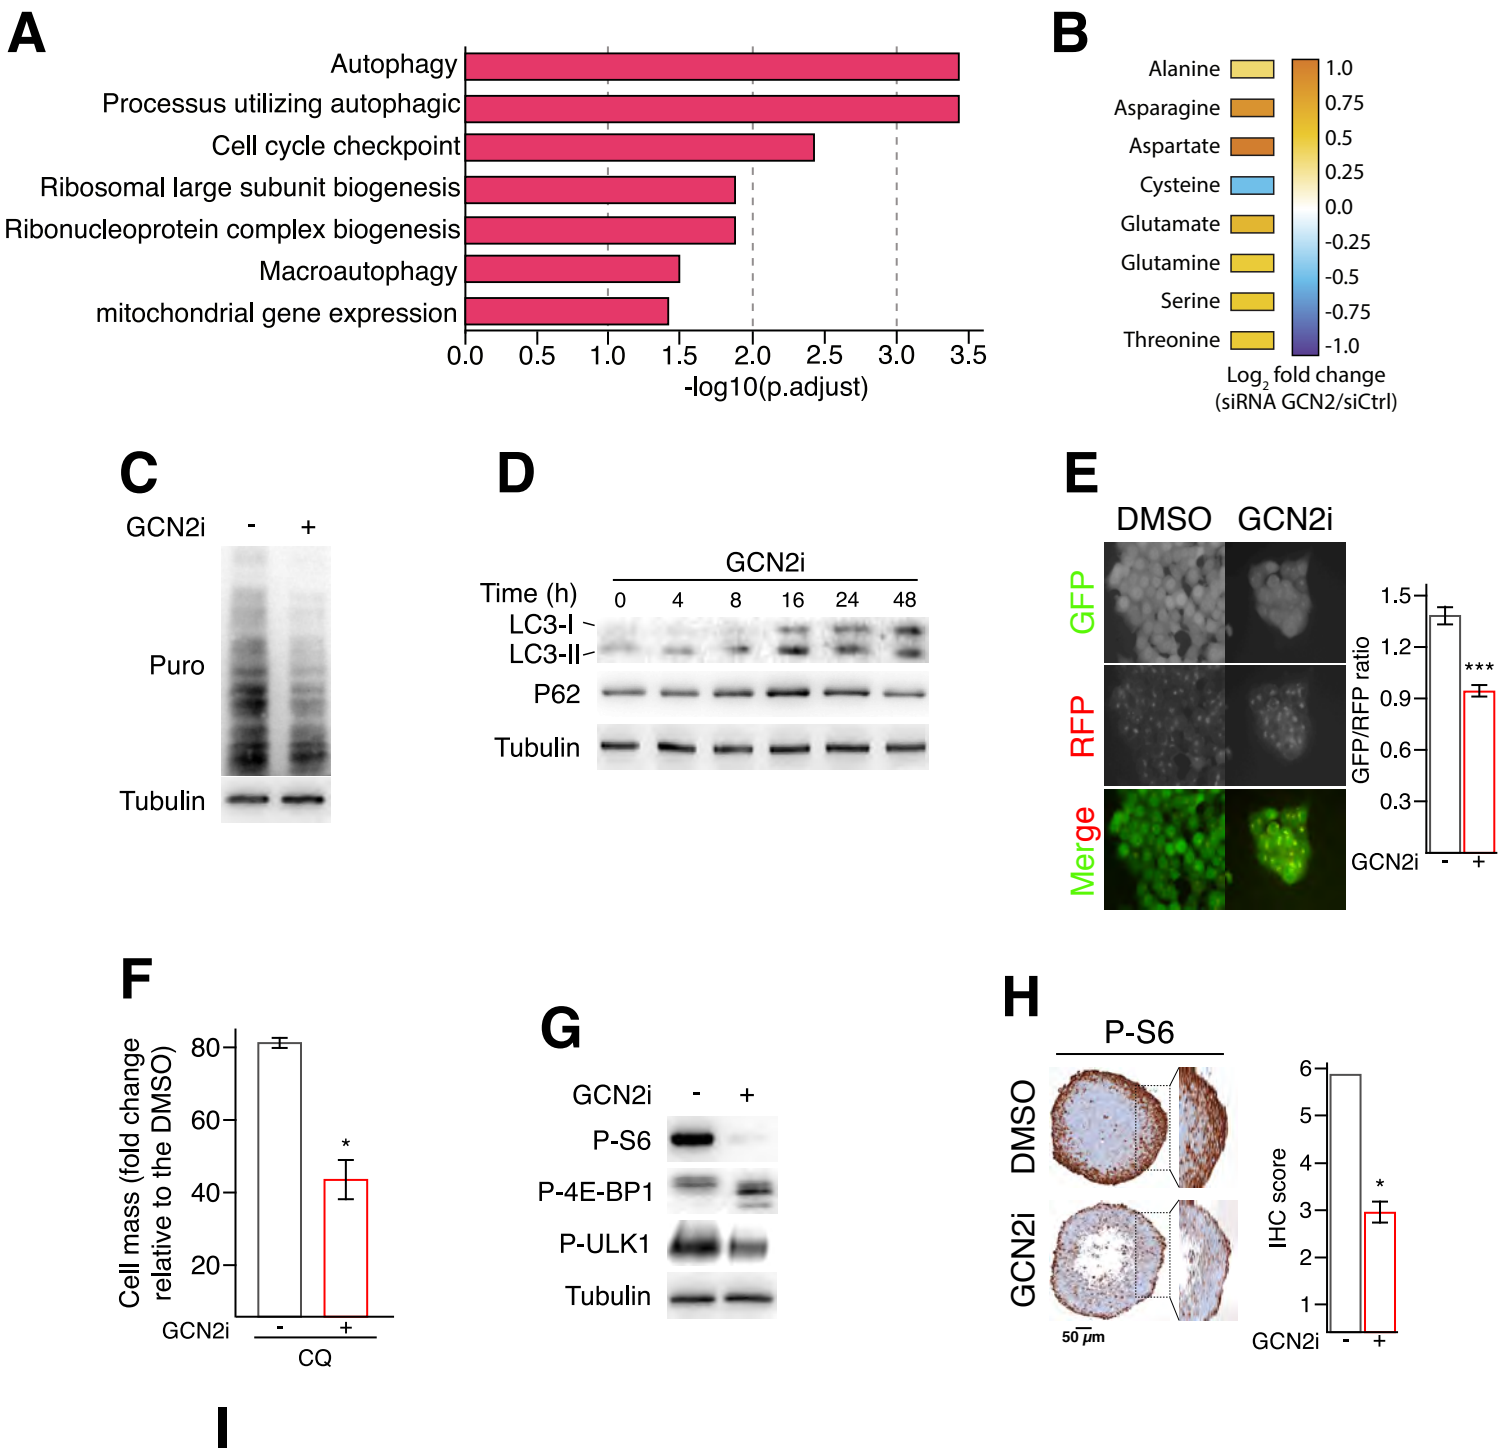 A
Autophagy
Processus utilizing autophagic
Cell cycle checkpoint
Ribosomal large subunit biogenesis
Ribonucleoprotein complex biogenesis
Macroautophagy
mitochondrial gene expression
0.0 0.5 1.0 1.5 2.0 2.5 3.0 3.5
-log10(p.adjust)
B
Alanine
Asparagine
Aspartate
Cysteine
Glutamate
Glutamine
Serine
Threonine
1.0
0.75
0.5
0.25
0.0
-0.25
-0.5
-0.75
-1.0
Log2 fold change
(siRNA GCN2/siCtrl)
C
GCN2i - +
Puro
Tubulin
D
GCN2i
Time (h) 0 4 8 16 24 48
LC3-I
LC3-II
P62
Tubulin
E
DMSO GCN2i
GFP
RFP
Merge
GFP/RFP ratio
1.5
1.2
0.9
0.6
0.3
***
GCN2i - +
F
Cell mass (fold change
relative to the DMSO)
80
60
40
20
*
GCN2i - +
CQ
G
GCN2i - +
P-S6
P-4E-BP1
P-ULK1
Tubulin
H
P-S6
DMSO
GCN2i
50 µm
IHC score
6
5
4
3
2
1
*
GCN2i - +
I